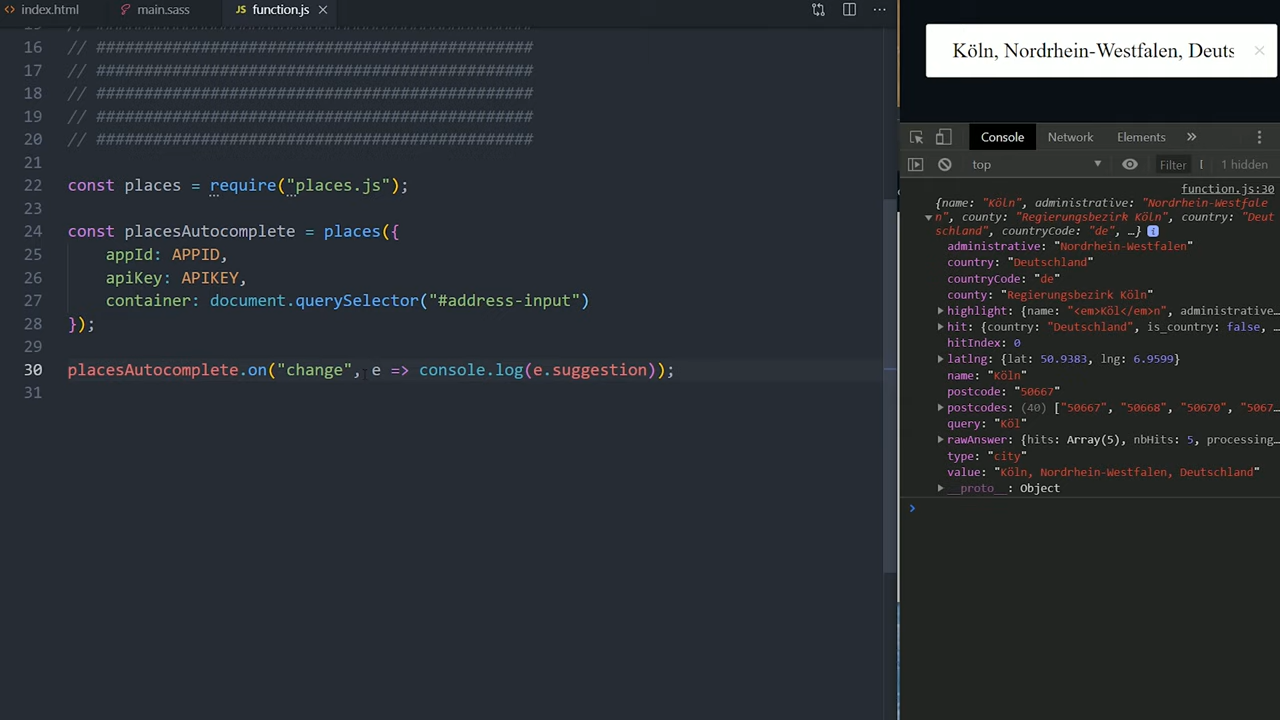 index.html
main.sass
function.js
16 // ##############################################
17 // ##############################################
18 // ##############################################
19 // ##############################################
20 // ##############################################
21
22 const places = require("places.js");
23
24 const placesAutocomplete = places({
25 appId: APPID,
26 apiKey: APIKEY,
27 container: document.querySelector("#address-input")
28 });
29
30 placesAutocomplete.on("change", e => console.log(e.suggestion));
31
Köln, Nordrhein-Westfalen, Deuts
Console Network Elements
top Filter 1 hidden
function.js:30
{name: "Köln", administrative: "Nordrhein-Westfale
n", county: "Regierungsbezirk Köln", country: "Deut
schland", countryCode: "de", …}
administrative: "Nordrhein-Westfalen"
country: "Deutschland"
countryCode: "de"
county: "Regierungsbezirk Köln"
highlight: {name: "<em>Köl</em>n", administrative…
hit: {country: "Deutschland", is_country: false, …
hitIndex: 0
latlng: {lat: 50.9383, lng: 6.9599}
name: "Köln"
postcode: "50667"
postcodes: (40) ["50667", "50668", "50670", "5067…
query: "Köl"
rawAnswer: {hits: Array(5), nbHits: 5, processing…
type: "city"
value: "Köln, Nordrhein-Westfalen, Deutschland"
__proto__: Object